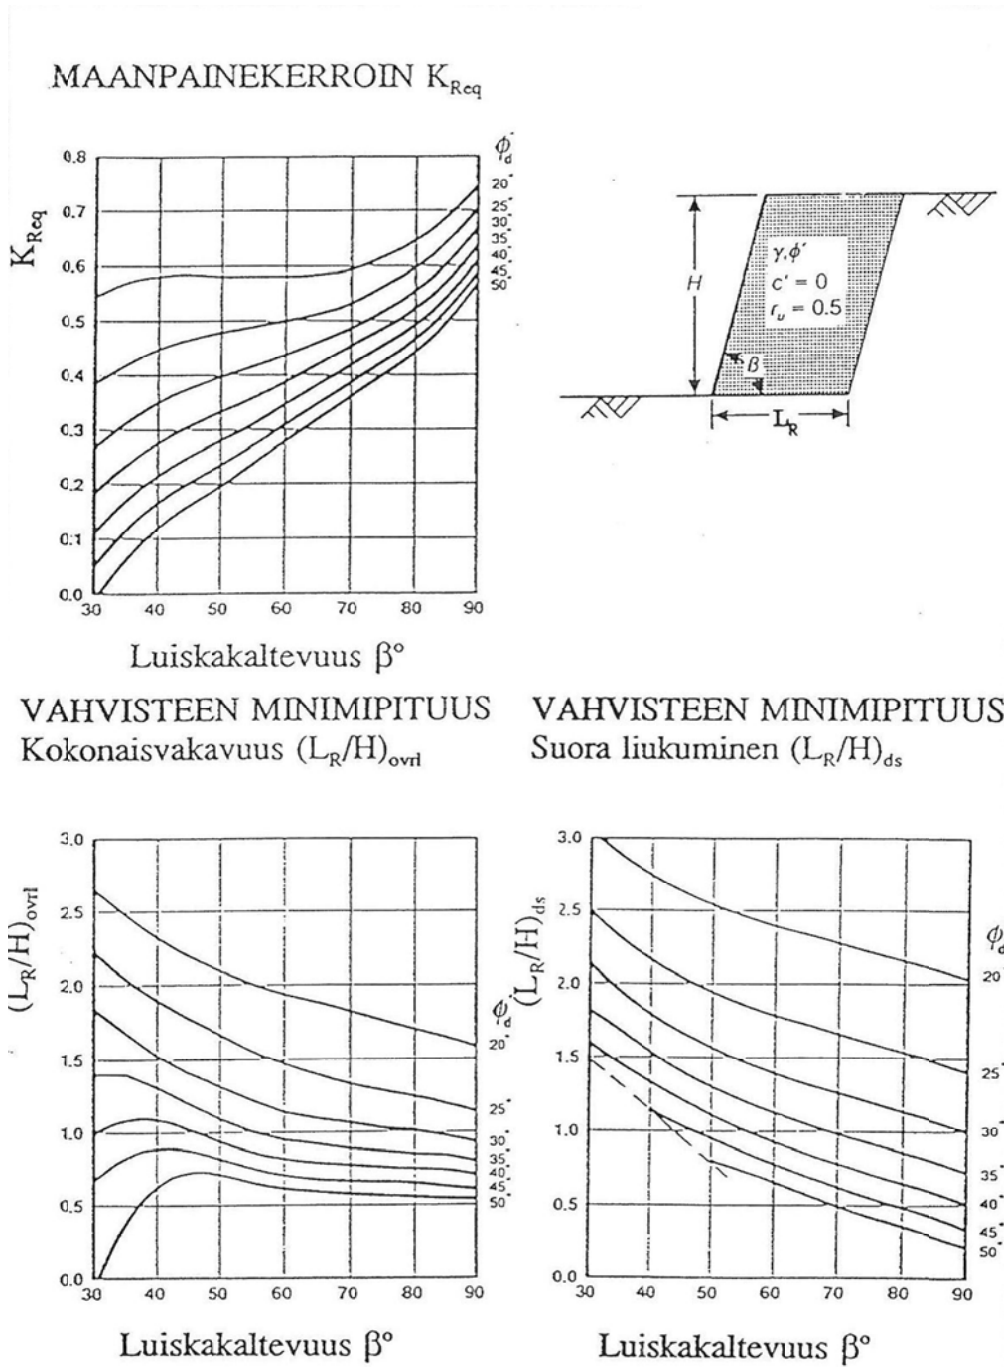 MAANPAINEKERROIN K_Req
K_Req
0.8
0.7
0.6
0.5
0.4
0.3
0.2
0.1
0.0
30 40 50 60 70 80 90
ϕ'd
20°
25°
30°
35°
40°
45°
50°
Luiskakaltevuus β°
H
γ, ϕ'
c' = 0
r_u = 0.5
β
L_R
VAHVISTEEN MINIMIPITUUS
Kokonaisvakavuus (L_R/H)_ovrl
(L_R/H)_ovrl
3.0
2.5
2.0
1.5
1.0
0.5
0.0
30 40 50 60 70 80 90
ϕ'd
20°
25°
30°
35°
40°
45°
50°
Luiskakaltevuus β°
VAHVISTEEN MINIMIPITUUS
Suora liukuminen (L_R/H)_ds
(L_R/H)_ds
3.0
2.5
2.0
1.5
1.0
0.5
0.0
30 40 50 60 70 80 90
ϕd
20°
25°
30°
35°
40°
45°
50°
Luiskakaltevuus β°